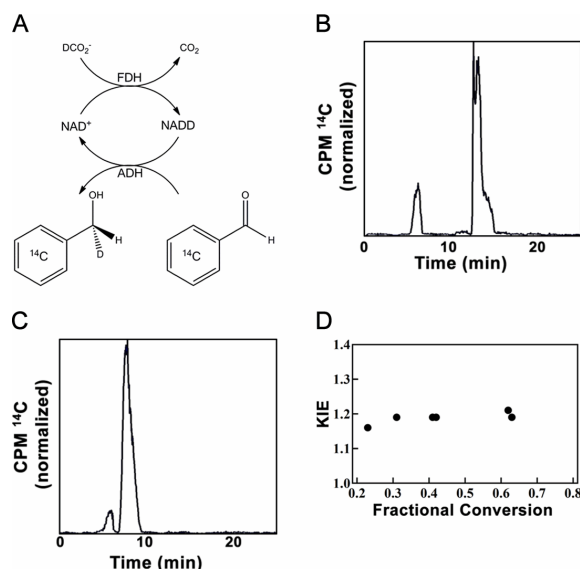 A
DCO₂⁻
CO₂
FDH
NAD⁺
NADD
ADH
OH
H
D
¹⁴C
O
H
¹⁴C
B
CPM ¹⁴C
(normalized)
0
10
20
Time (min)
C
CPM ¹⁴C
(normalized)
0
10
20
Time (min)
D
KIE
1.4
1.3
1.2
1.1
1.0
0.2 0.3 0.4 0.5 0.6 0.7 0.8
Fractional Conversion